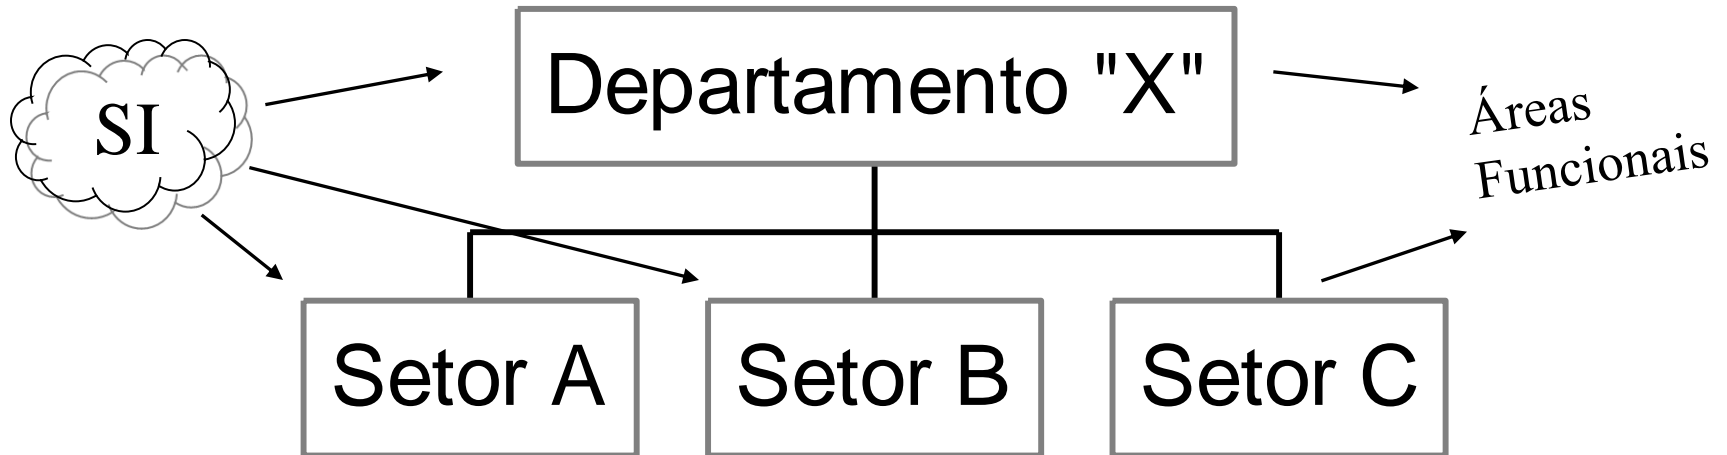 SI
Departamento "X"
Áreas
Funcionais
Setor A
Setor B
Setor C